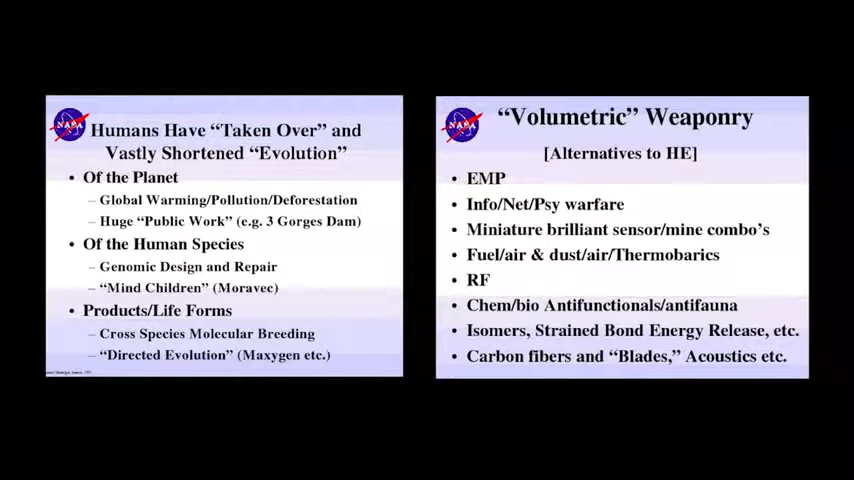 NASA
Humans Have “Taken Over” and
Vastly Shortened “Evolution”
• Of the Planet
– Global Warming/Pollution/Deforestation
– Huge “Public Work” (e.g. 3 Gorges Dam)
• Of the Human Species
– Genomic Design and Repair
– “Mind Children” (Moravec)
• Products/Life Forms
– Cross Species Molecular Breeding
– “Directed Evolution” (Maxygen etc.)
NASA
“Volumetric” Weaponry
[Alternatives to HE]
• EMP
• Info/Net/Psy warfare
• Miniature brilliant sensor/mine combo’s
• Fuel/air & dust/air/Thermobarics
• RF
• Chem/bio Antifunctionals/antifauna
• Isomers, Strained Bond Energy Release, etc.
• Carbon fibers and “Blades,” Acoustics etc.